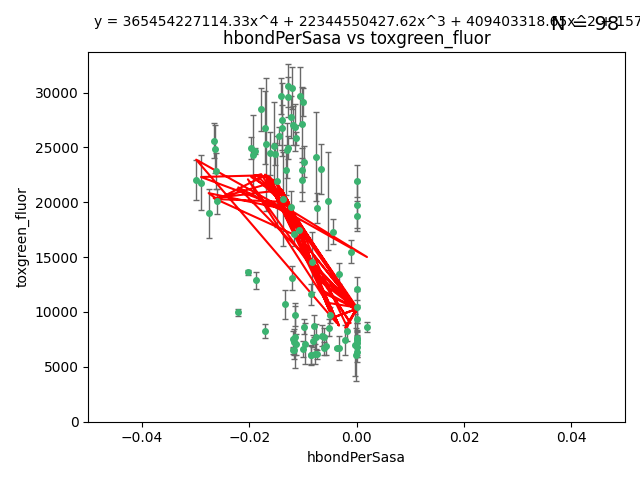 y = 365454227114.33x^4 + 22344550427.62x^3 + 409403318.65x^2 + 157
N = 98
hbondPerSasa vs toxgreen_fluor
30000
25000
20000
15000
10000
5000
0
toxgreen_fluor
−0.04
−0.02
0.00
0.02
0.04
hbondPerSasa